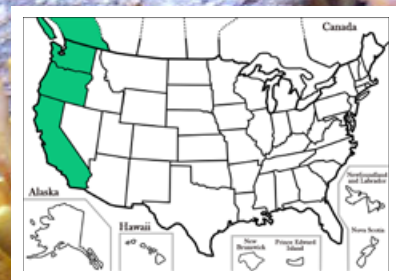 Canada
Newfoundland
and Labrador
Alaska
Hawaii
New
Brunswick
Prince Edward
Island
Nova Scotia